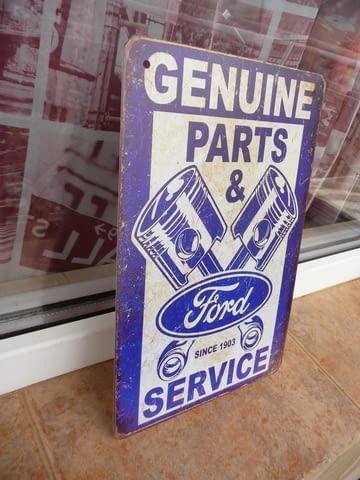 GENUINE
PARTS
&
Ford
SINCE 1903
SERVICE